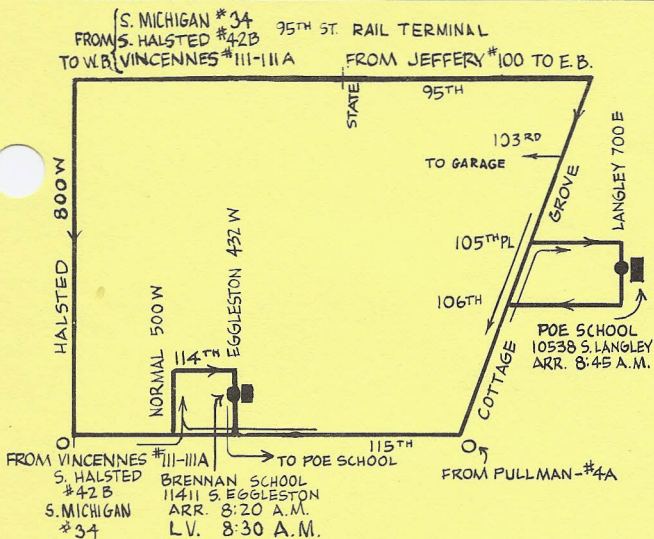 S. MICHIGAN #34
FROM S. HALSTED #42B
TO W.B. VINCENNES #111-111A
95TH ST. RAIL TERMINAL
FROM JEFFERY #100 TO E.B.
STATE
95TH
103RD
TO GARAGE
GROVE
LANGLEY 700 E
HALSTED 800 W
105TH PL
106TH
NORMAL 500 W
EGGLESTON 432 W
114TH
COTTAGE
POE SCHOOL
10538 S. LANGLEY
ARR. 8:45 A.M.
115TH
FROM VINCENNES #111-111A
S. HALSTED
#42B
S. MICHIGAN
#34
TO POE SCHOOL
BRENNAN SCHOOL
11411 S. EGGLESTON
ARR. 8:20 A.M.
LV. 8:30 A.M.
FROM PULLMAN-#4A